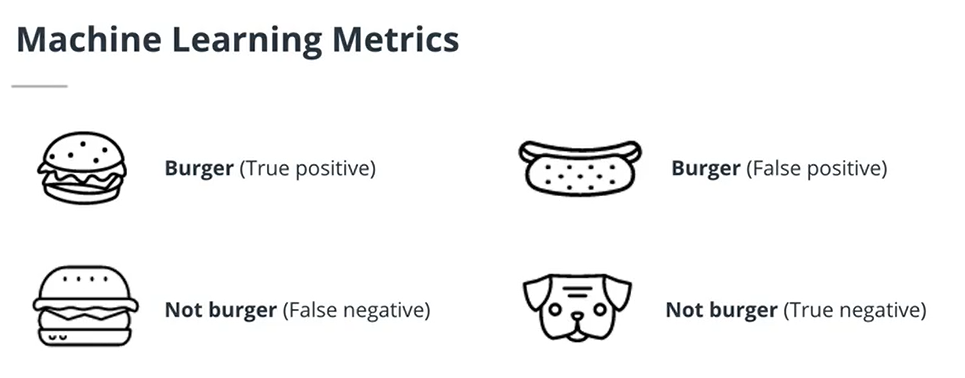 Machine Learning Metrics
Burger (True positive)
Burger (False positive)
Not burger (False negative)
Not burger (True negative)